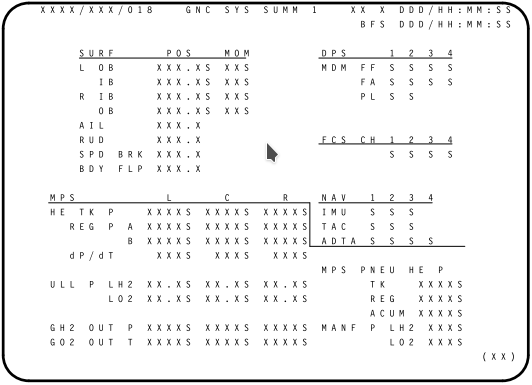 XXXX/XXX/018 GNC SYS SUMM 1 XX X DDD/HH:MM:SS
BFS DDD/HH:MM:SS
SURF POS MOM DPS 1 2 3 4
L OB XXX.XS XXS MDM FF S S S S
IB XXX.XS XXS FA S S S S
R IB XXX.XS XXS PL S S
OB XXX.XS XXS
AIL XXX.X
RUD XXX.X FCS CH 1 2 3 4
SPD BRK XXX.X S S S S
BDY FLP XXX.X
MPS L C R NAV 1 2 3 4
HE TK P XXXXS XXXXS XXXXS IMU S S S
REG P A XXXXS XXXXS XXXXS TAC S S S
B XXXXS XXXXS XXXXS ADTA S S S S
dP/dT XXXS XXXS XXXS
MPS PNEU HE P
ULL P LH2 XX.XS XX.XS XX.XS TK XXXXS
LO2 XX.XS XX.XS XX.XS REG XXXXS
ACUM XXXXS
GH2 OUT P XXXXS XXXXS XXXXS MANF P LH2 XXXS
GO2 OUT T XXXXS XXXXS XXXXS LO2 XXXS
(XX)